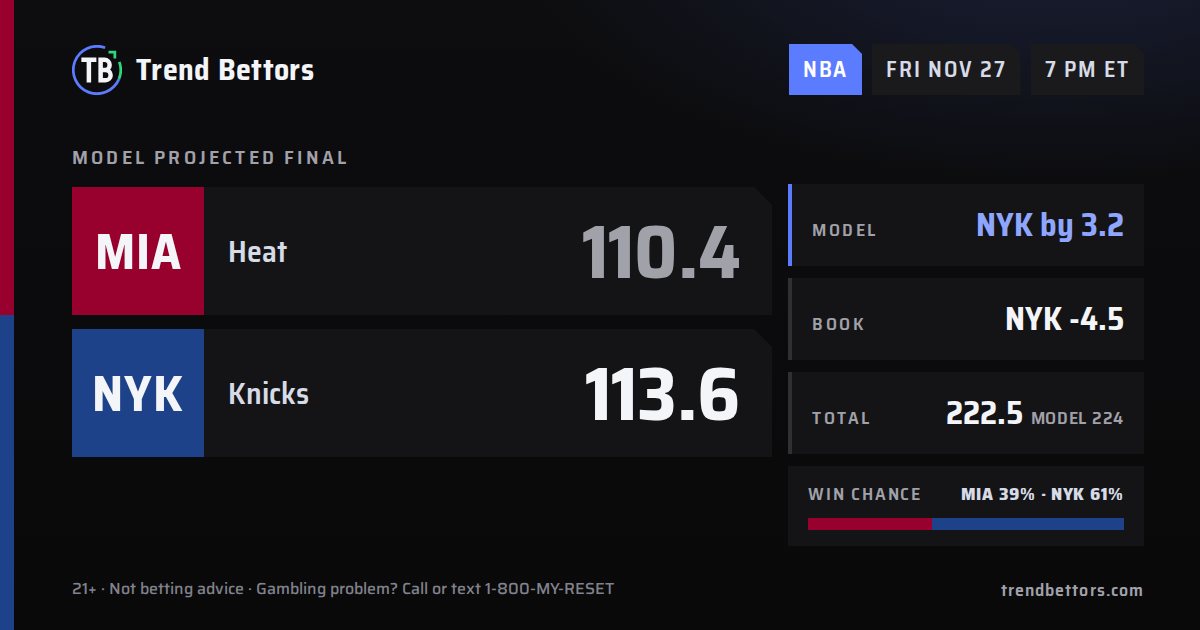 TB Trend Bettors
NBA
FRI NOV 27
7 PM ET
MODEL PROJECTED FINAL
MIA Heat 110.4
NYK Knicks 113.6
MODEL NYK by 3.2
BOOK NYK -4.5
TOTAL 222.5 MODEL 224
WIN CHANCE MIA 39% · NYK 61%
21+ · Not betting advice · Gambling problem? Call or text 1-800-MY-RESET
trendbettors.com